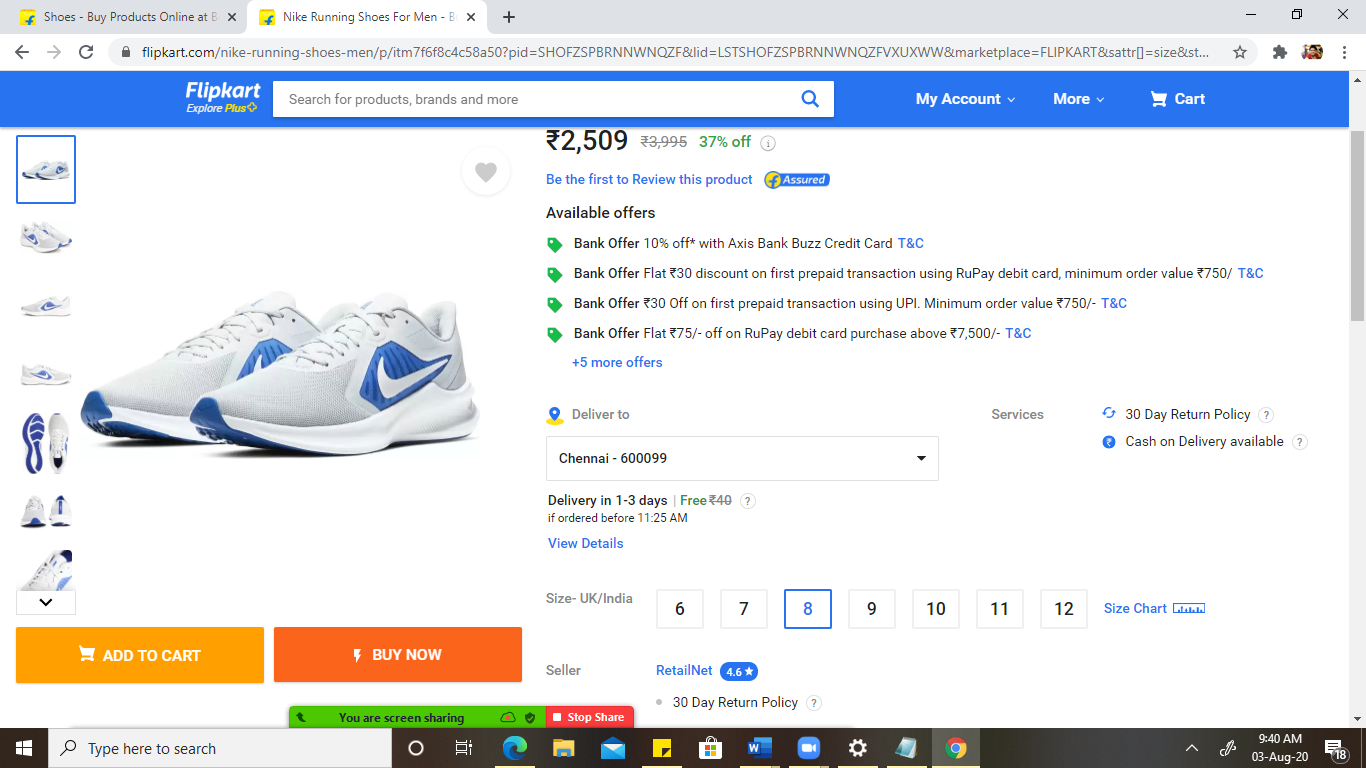 Shoes - Buy Products Online at B
Nike Running Shoes For Men - B
flipkart.com/nike-running-shoes-men/p/itm7f6f8c4c58a50?pid=SHOFZSPBRNNWNQZF&lid=LSTSHOFZSPBRNNWNQZFVXUXWW&marketplace=FLIPKART&sattr[]=size&st...
Flipkart
Explore Plus
Search for products, brands and more
My Account
More
Cart
₹2,509 ₹3,995 37% off
Be the first to Review this product
Assured
Available offers
Bank Offer 10% off* with Axis Bank Buzz Credit Card T&C
Bank Offer Flat ₹30 discount on first prepaid transaction using RuPay debit card, minimum order value ₹750/ T&C
Bank Offer ₹30 Off on first prepaid transaction using UPI. Minimum order value ₹750/- T&C
Bank Offer Flat ₹75/- off on RuPay debit card purchase above ₹7,500/- T&C
+5 more offers
Deliver to
Chennai - 600099
Delivery in 1-3 days | Free ₹40 ?
if ordered before 11:25 AM
View Details
Services
30 Day Return Policy ?
Cash on Delivery available ?
Size- UK/India
6 7 8 9 10 11 12
Size Chart
Seller
RetailNet 4.6
30 Day Return Policy ?
ADD TO CART
BUY NOW
You are screen sharing
Stop Share
Type here to search
9:40 AM
03-Aug-20
18